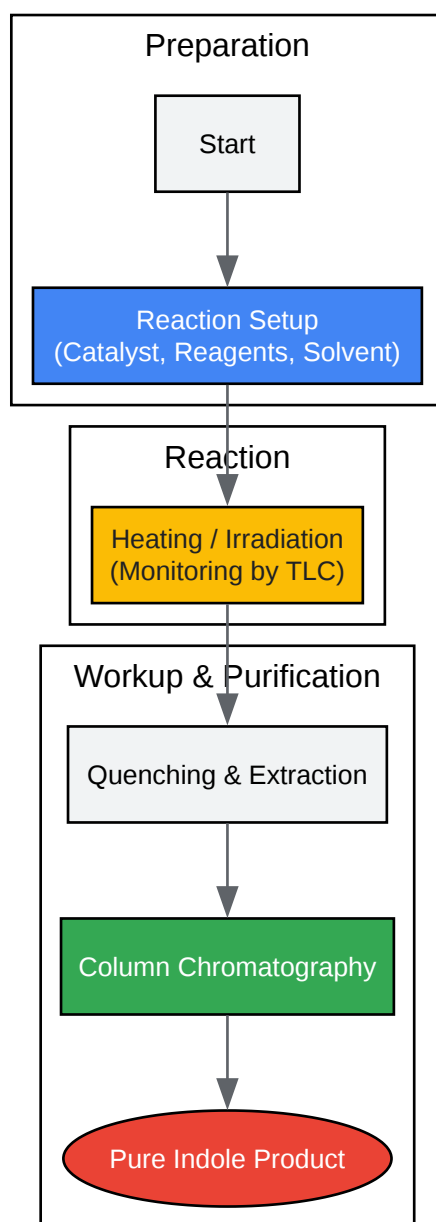 Preparation
Start
Reaction Setup
(Catalyst, Reagents, Solvent)
Reaction
Heating / Irradiation
(Monitoring by TLC)
Workup & Purification
Quenching & Extraction
Column Chromatography
Pure Indole Product